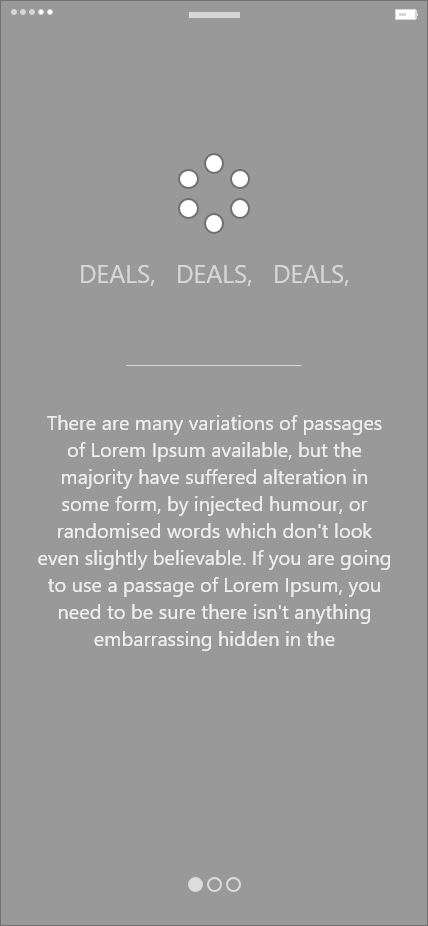 DEALS, DEALS, DEALS,
There are many variations of passages
of Lorem Ipsum available, but the
majority have suffered alteration in
some form, by injected humour, or
randomised words which don't look
even slightly believable. If you are going
to use a passage of Lorem Ipsum, you
need to be sure there isn't anything
embarrassing hidden in the